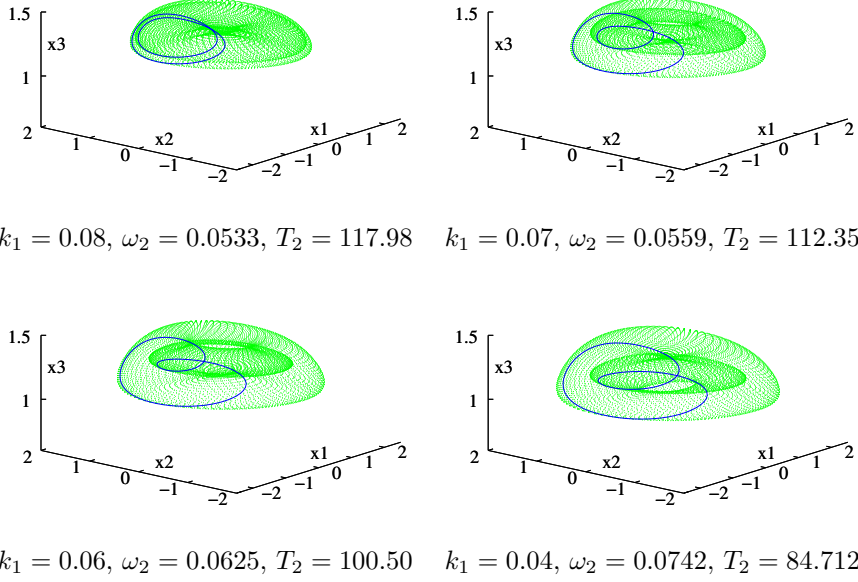 1.5 1.5
x3 x3
1 1
2 1 0 x2 −1 −2 −2 −1 x1 0 1 2 2 1 0 x2 −1 −2 −2 −1 x1 0 1 2
k₁ = 0.08, ω₂ = 0.0533, T₂ = 117.98 k₁ = 0.07, ω₂ = 0.0559, T₂ = 112.35
1.5 1.5
x3 x3
1 1
2 1 0 x2 −1 −2 −2 −1 x1 0 1 2 2 1 0 x2 −1 −2 −2 −1 x1 0 1 2
k₁ = 0.06, ω₂ = 0.0625, T₂ = 100.50 k₁ = 0.04, ω₂ = 0.0742, T₂ = 84.712